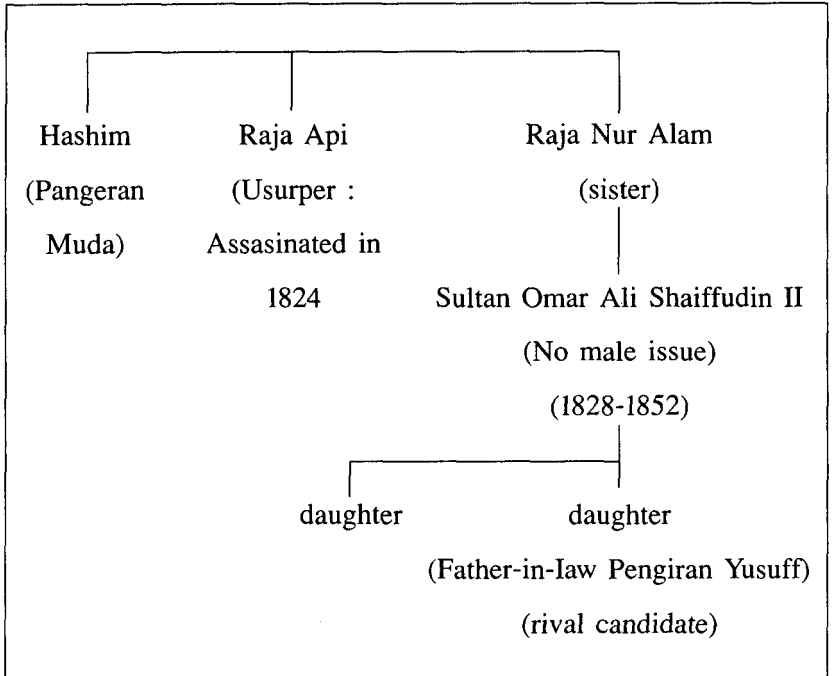 Hashim Raja Api Raja Nur Alam
(Pangeran (Usurper : (sister)
Muda) Assasinated in
1824 Sultan Omar Ali Shaiffudin II
(No male issue)
(1828-1852)
daughter daughter
(Father-in-Iaw Pengiran Yusuff)
(rival candidate)